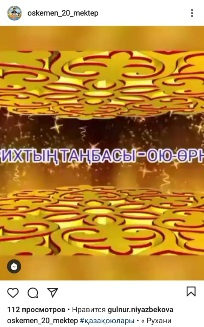 oskemen_20_mektep
ИХТЫҢ ТАҢБАСЫ - ОЮ-ӨРН
112 просмотров • Нравится gulnur.niyazbekova
oskemen_20_mektep #қазақоюлары • « Рухани